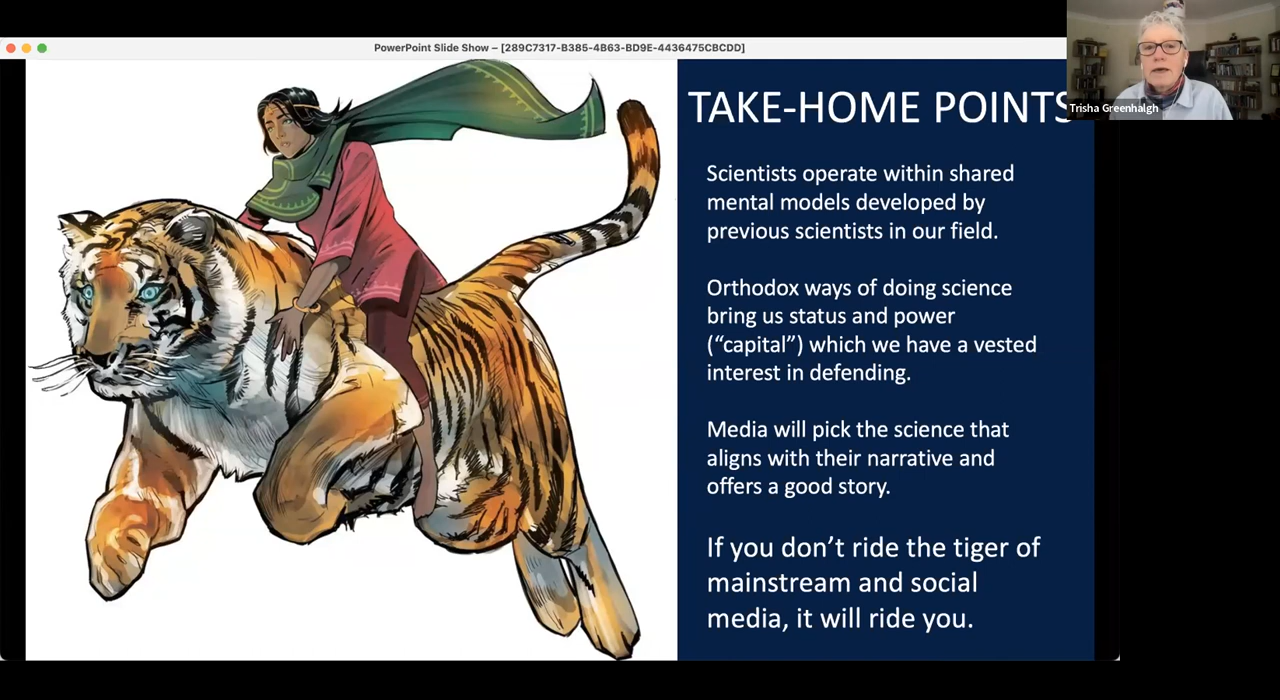 PowerPoint Slide Show – [289C7317-B385-4B63-BD9E-4436475CBCDD]
TAKE-HOME POINTS
Trisha Greenhalgh
Scientists operate within shared
mental models developed by
previous scientists in our field.
Orthodox ways of doing science
bring us status and power
(“capital”) which we have a vested
interest in defending.
Media will pick the science that
aligns with their narrative and
offers a good story.
If you don’t ride the tiger of
mainstream and social
media, it will ride you.